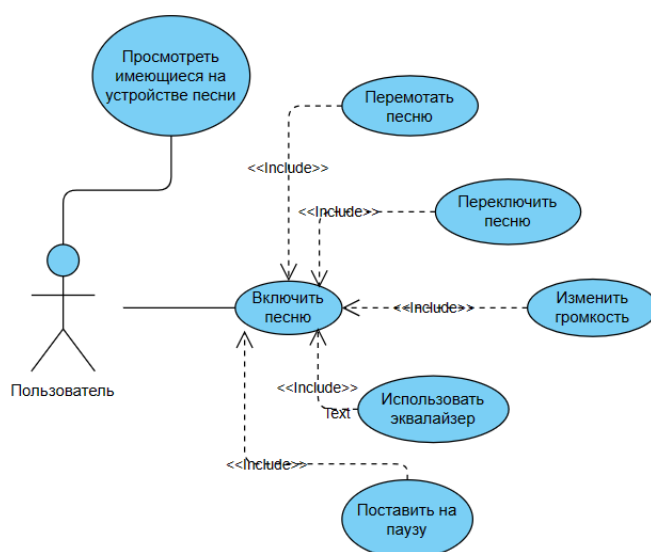 Просмотреть
имеющиеся на
устройстве песни
Перемотать
песню
<<Include>>
Переключить
песню
<<Include>>
Включить
песню
<<Include>>
Изменить
громкость
Пользователь
<<Include>>
Text
Использовать
эквалайзер
<<Include>>
Поставить на
паузу